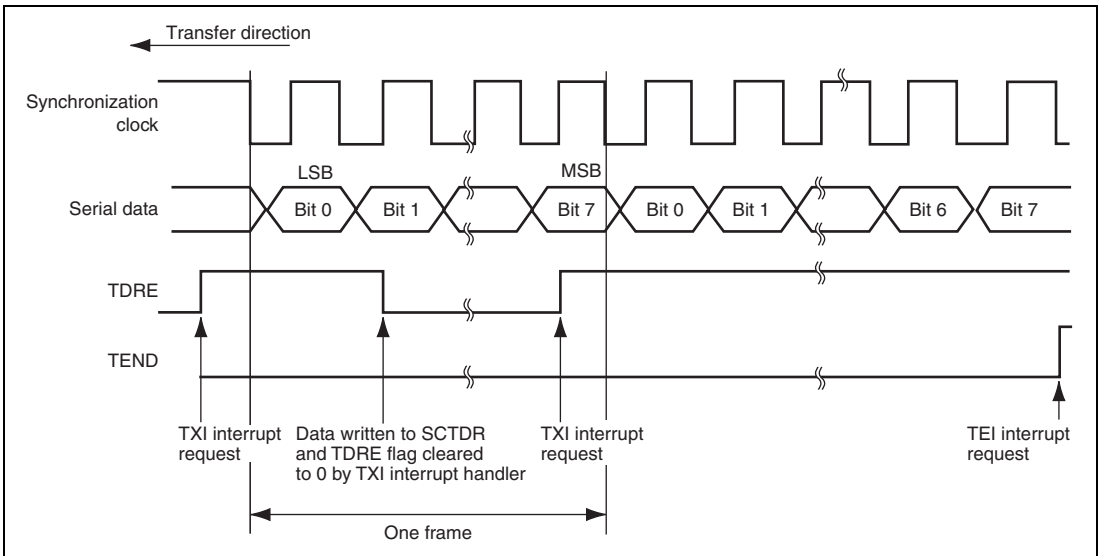 Transfer direction
Synchronization
clock
LSB
MSB
Serial data
Bit 0
Bit 1
Bit 7
Bit 0
Bit 1
Bit 6
Bit 7
TDRE
TEND
TXI interrupt
request
Data written to SCTDR
and TDRE flag cleared
to 0 by TXI interrupt handler
TXI interrupt
request
TEI interrupt
request
One frame